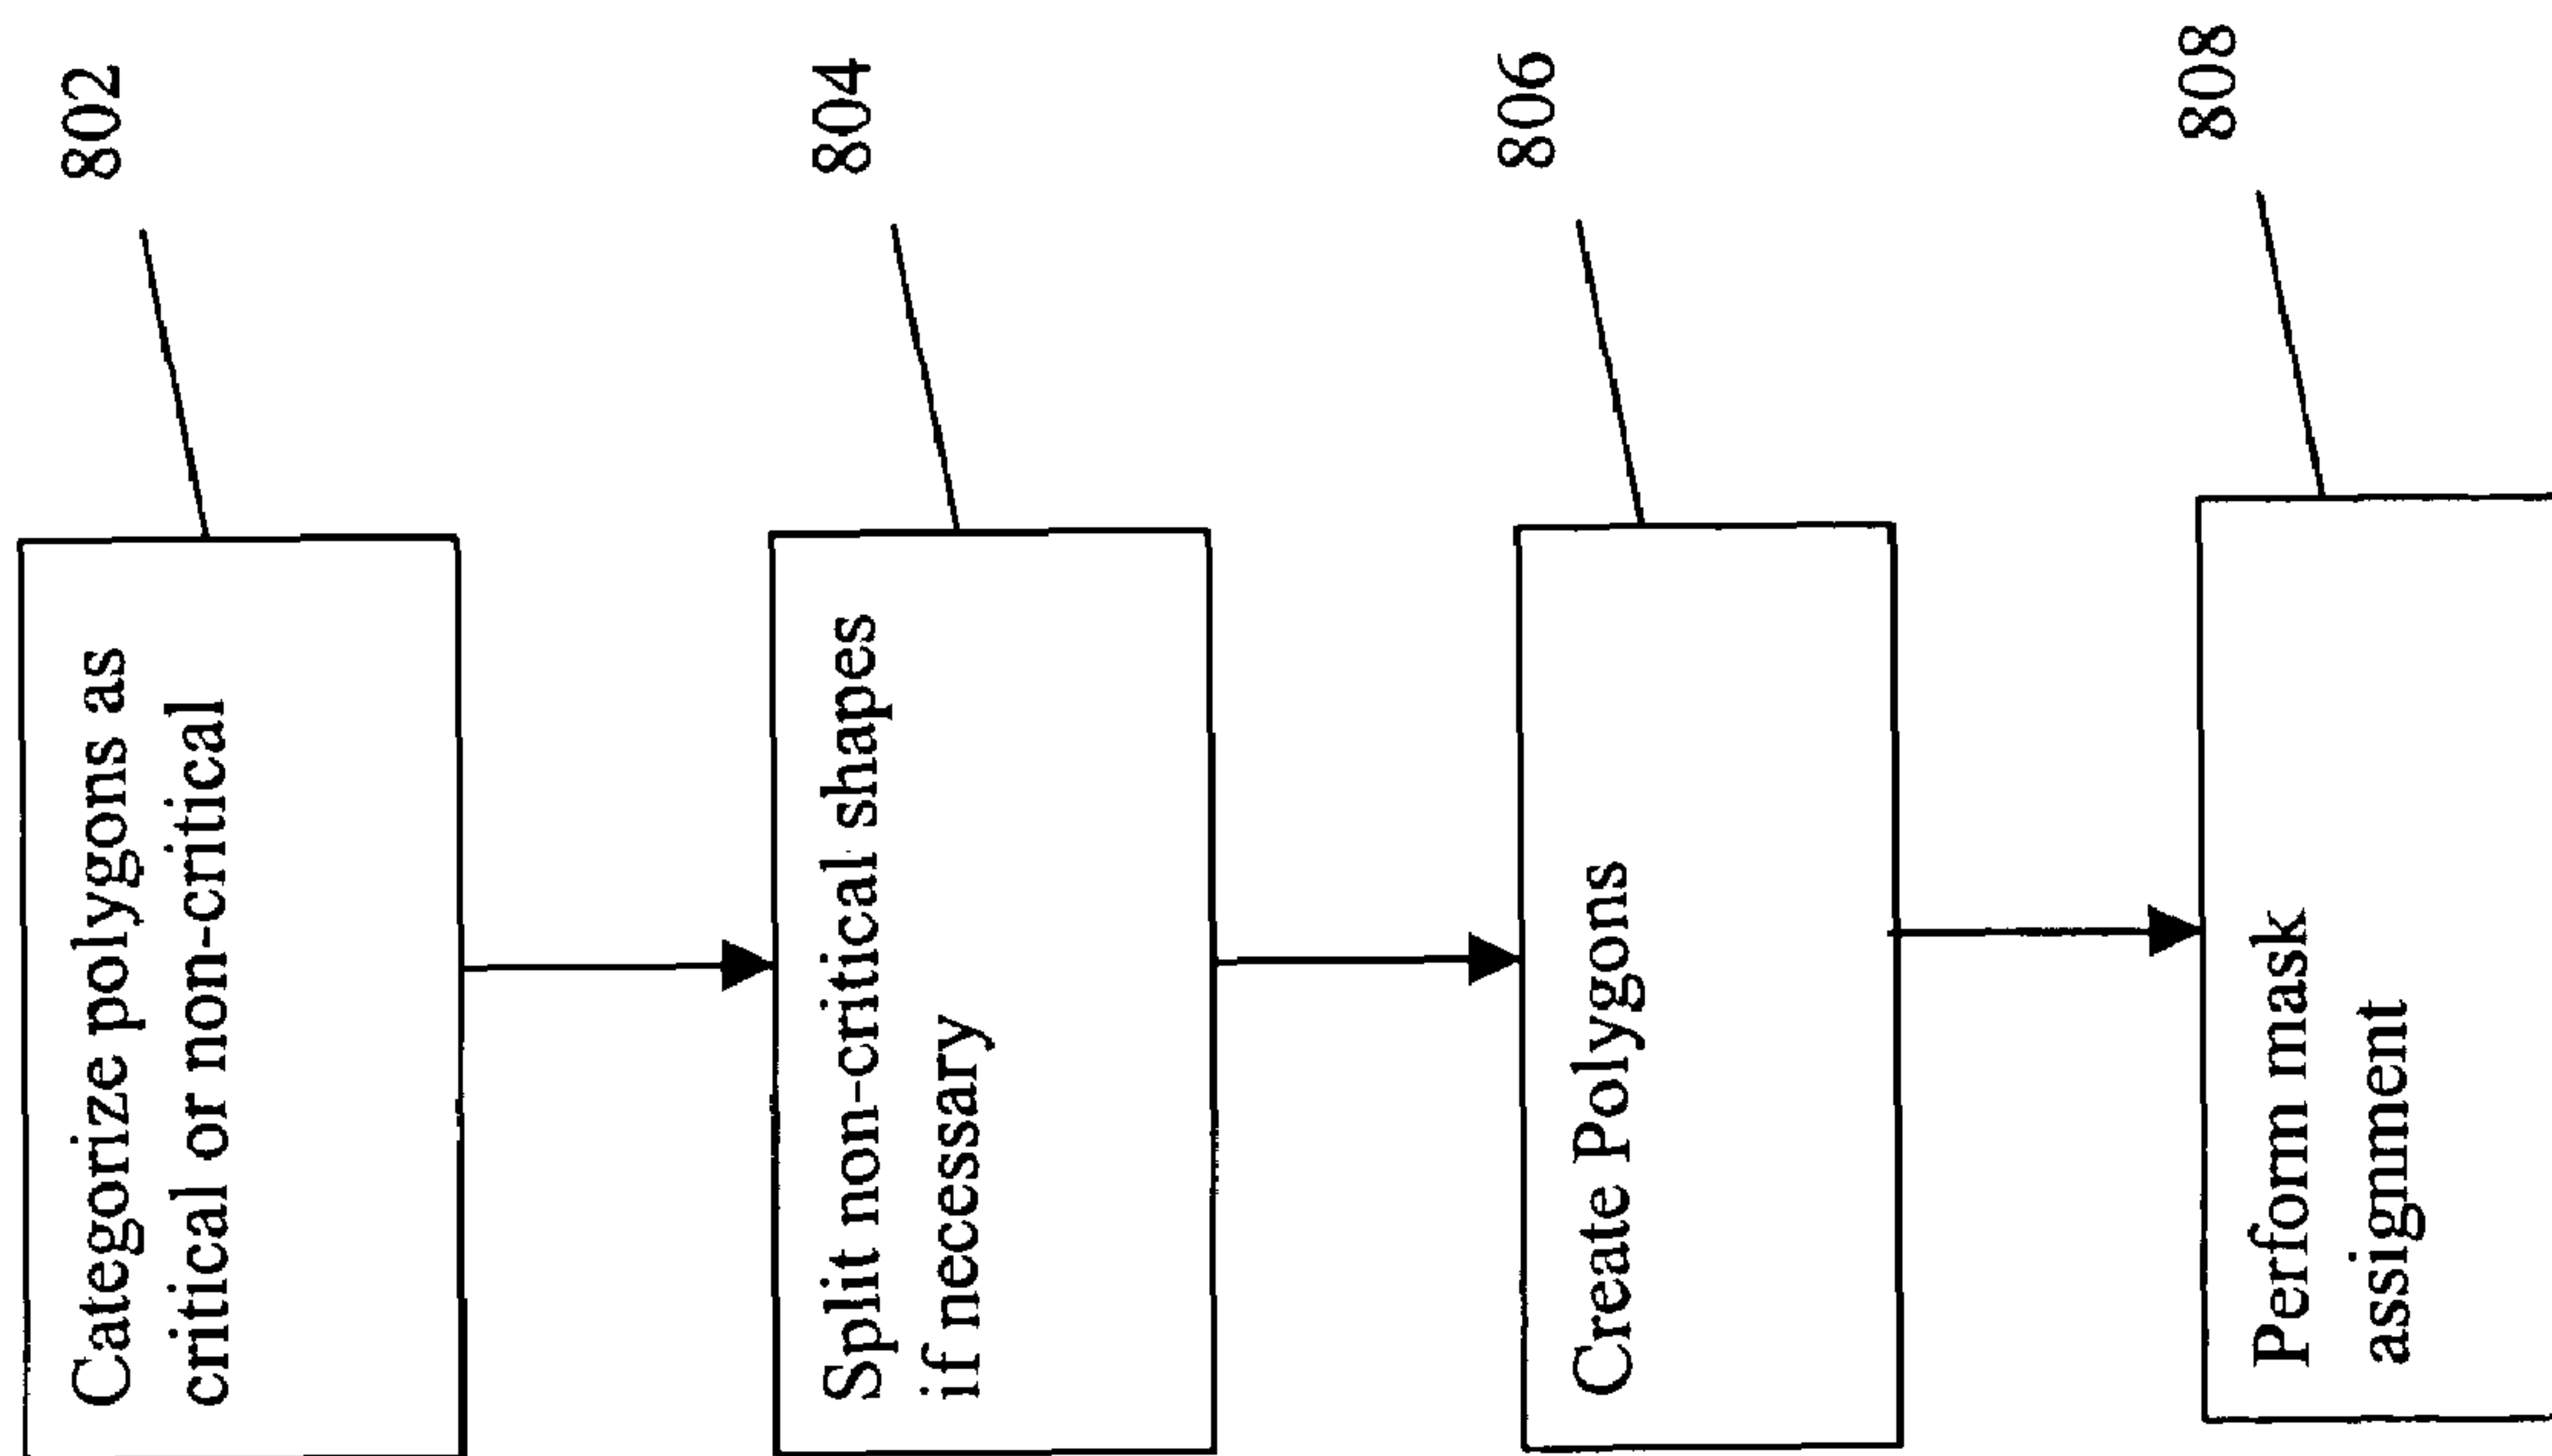 Categorize polygons as
critical or non-critical
802
Split non-critical shapes
if necessary
804
Create Polygons
806
Perform mask
assignment
808